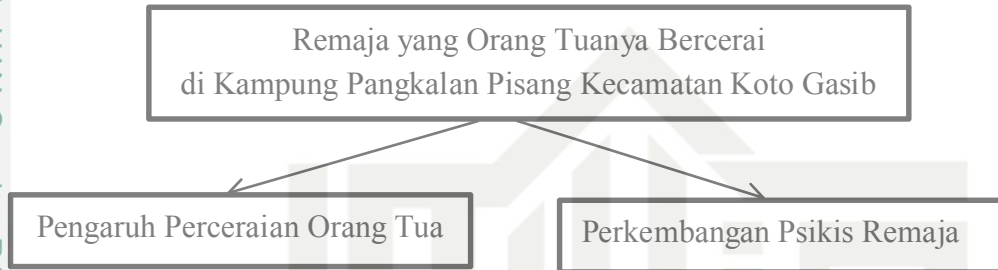 Remaja yang Orang Tuanya Bercerai
di Kampung Pangkalan Pisang Kecamatan Koto Gasib
Pengaruh Perceraian Orang Tua
Perkembangan Psikis Remaja